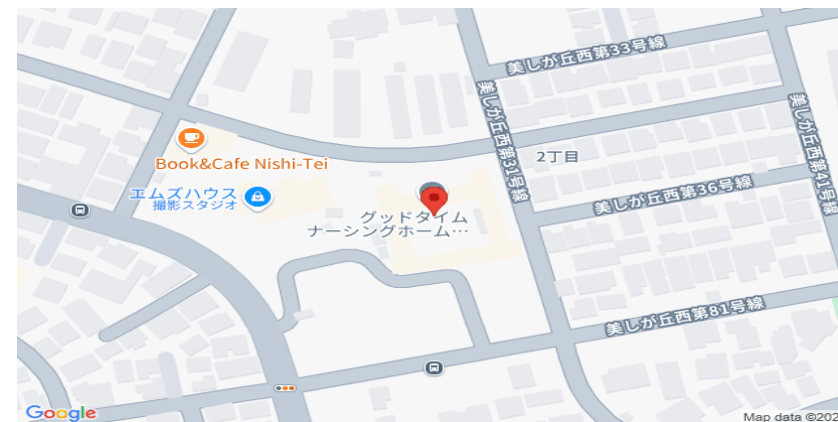 美しが丘西第33号線
美しが丘西第31号線
美しが丘西第41号線
Book&Cafe Nishi-Tei
2丁目
エムズハウス
撮影スタジオ
美しが丘西第36号線
グッドタイム
ナーシングホーム…
美しが丘西第81号線
Google
Map data ©202